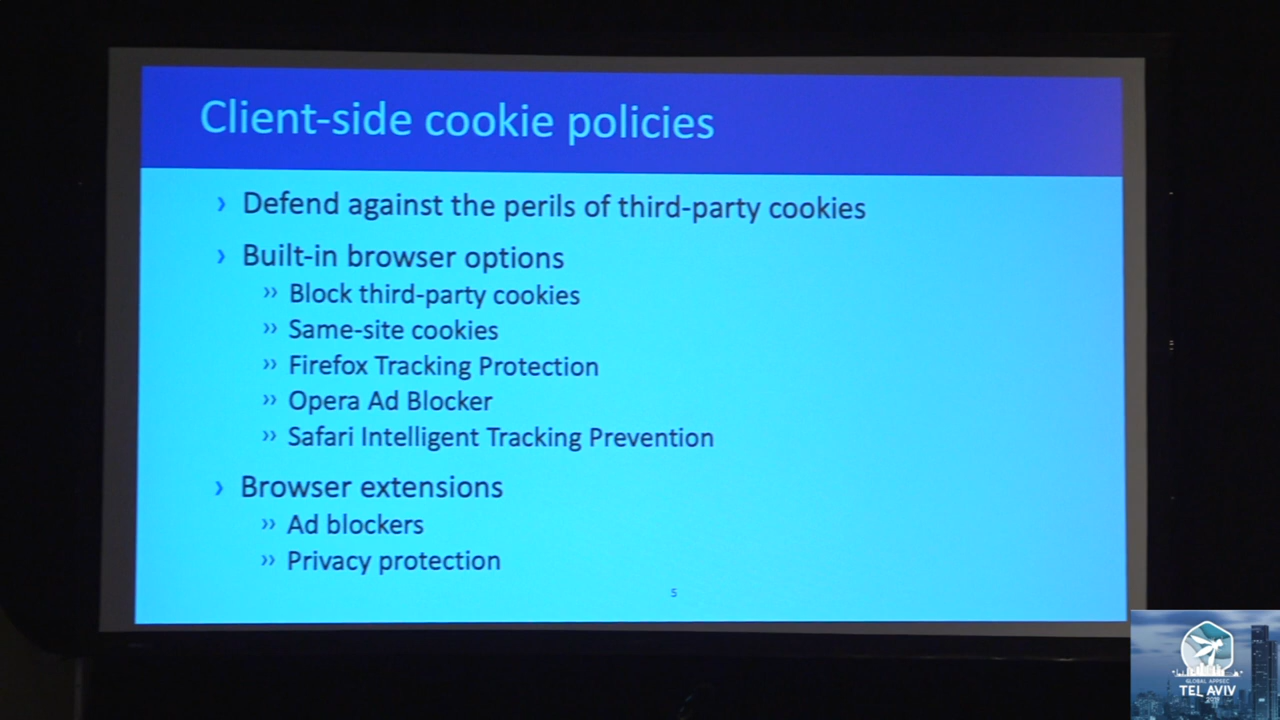 Client-side cookie policies
› Defend against the perils of third-party cookies
› Built-in browser options
›› Block third-party cookies
›› Same-site cookies
›› Firefox Tracking Protection
›› Opera Ad Blocker
›› Safari Intelligent Tracking Prevention
› Browser extensions
›› Ad blockers
›› Privacy protection
5
GLOBAL APPSEC
TEL AVIV
2019